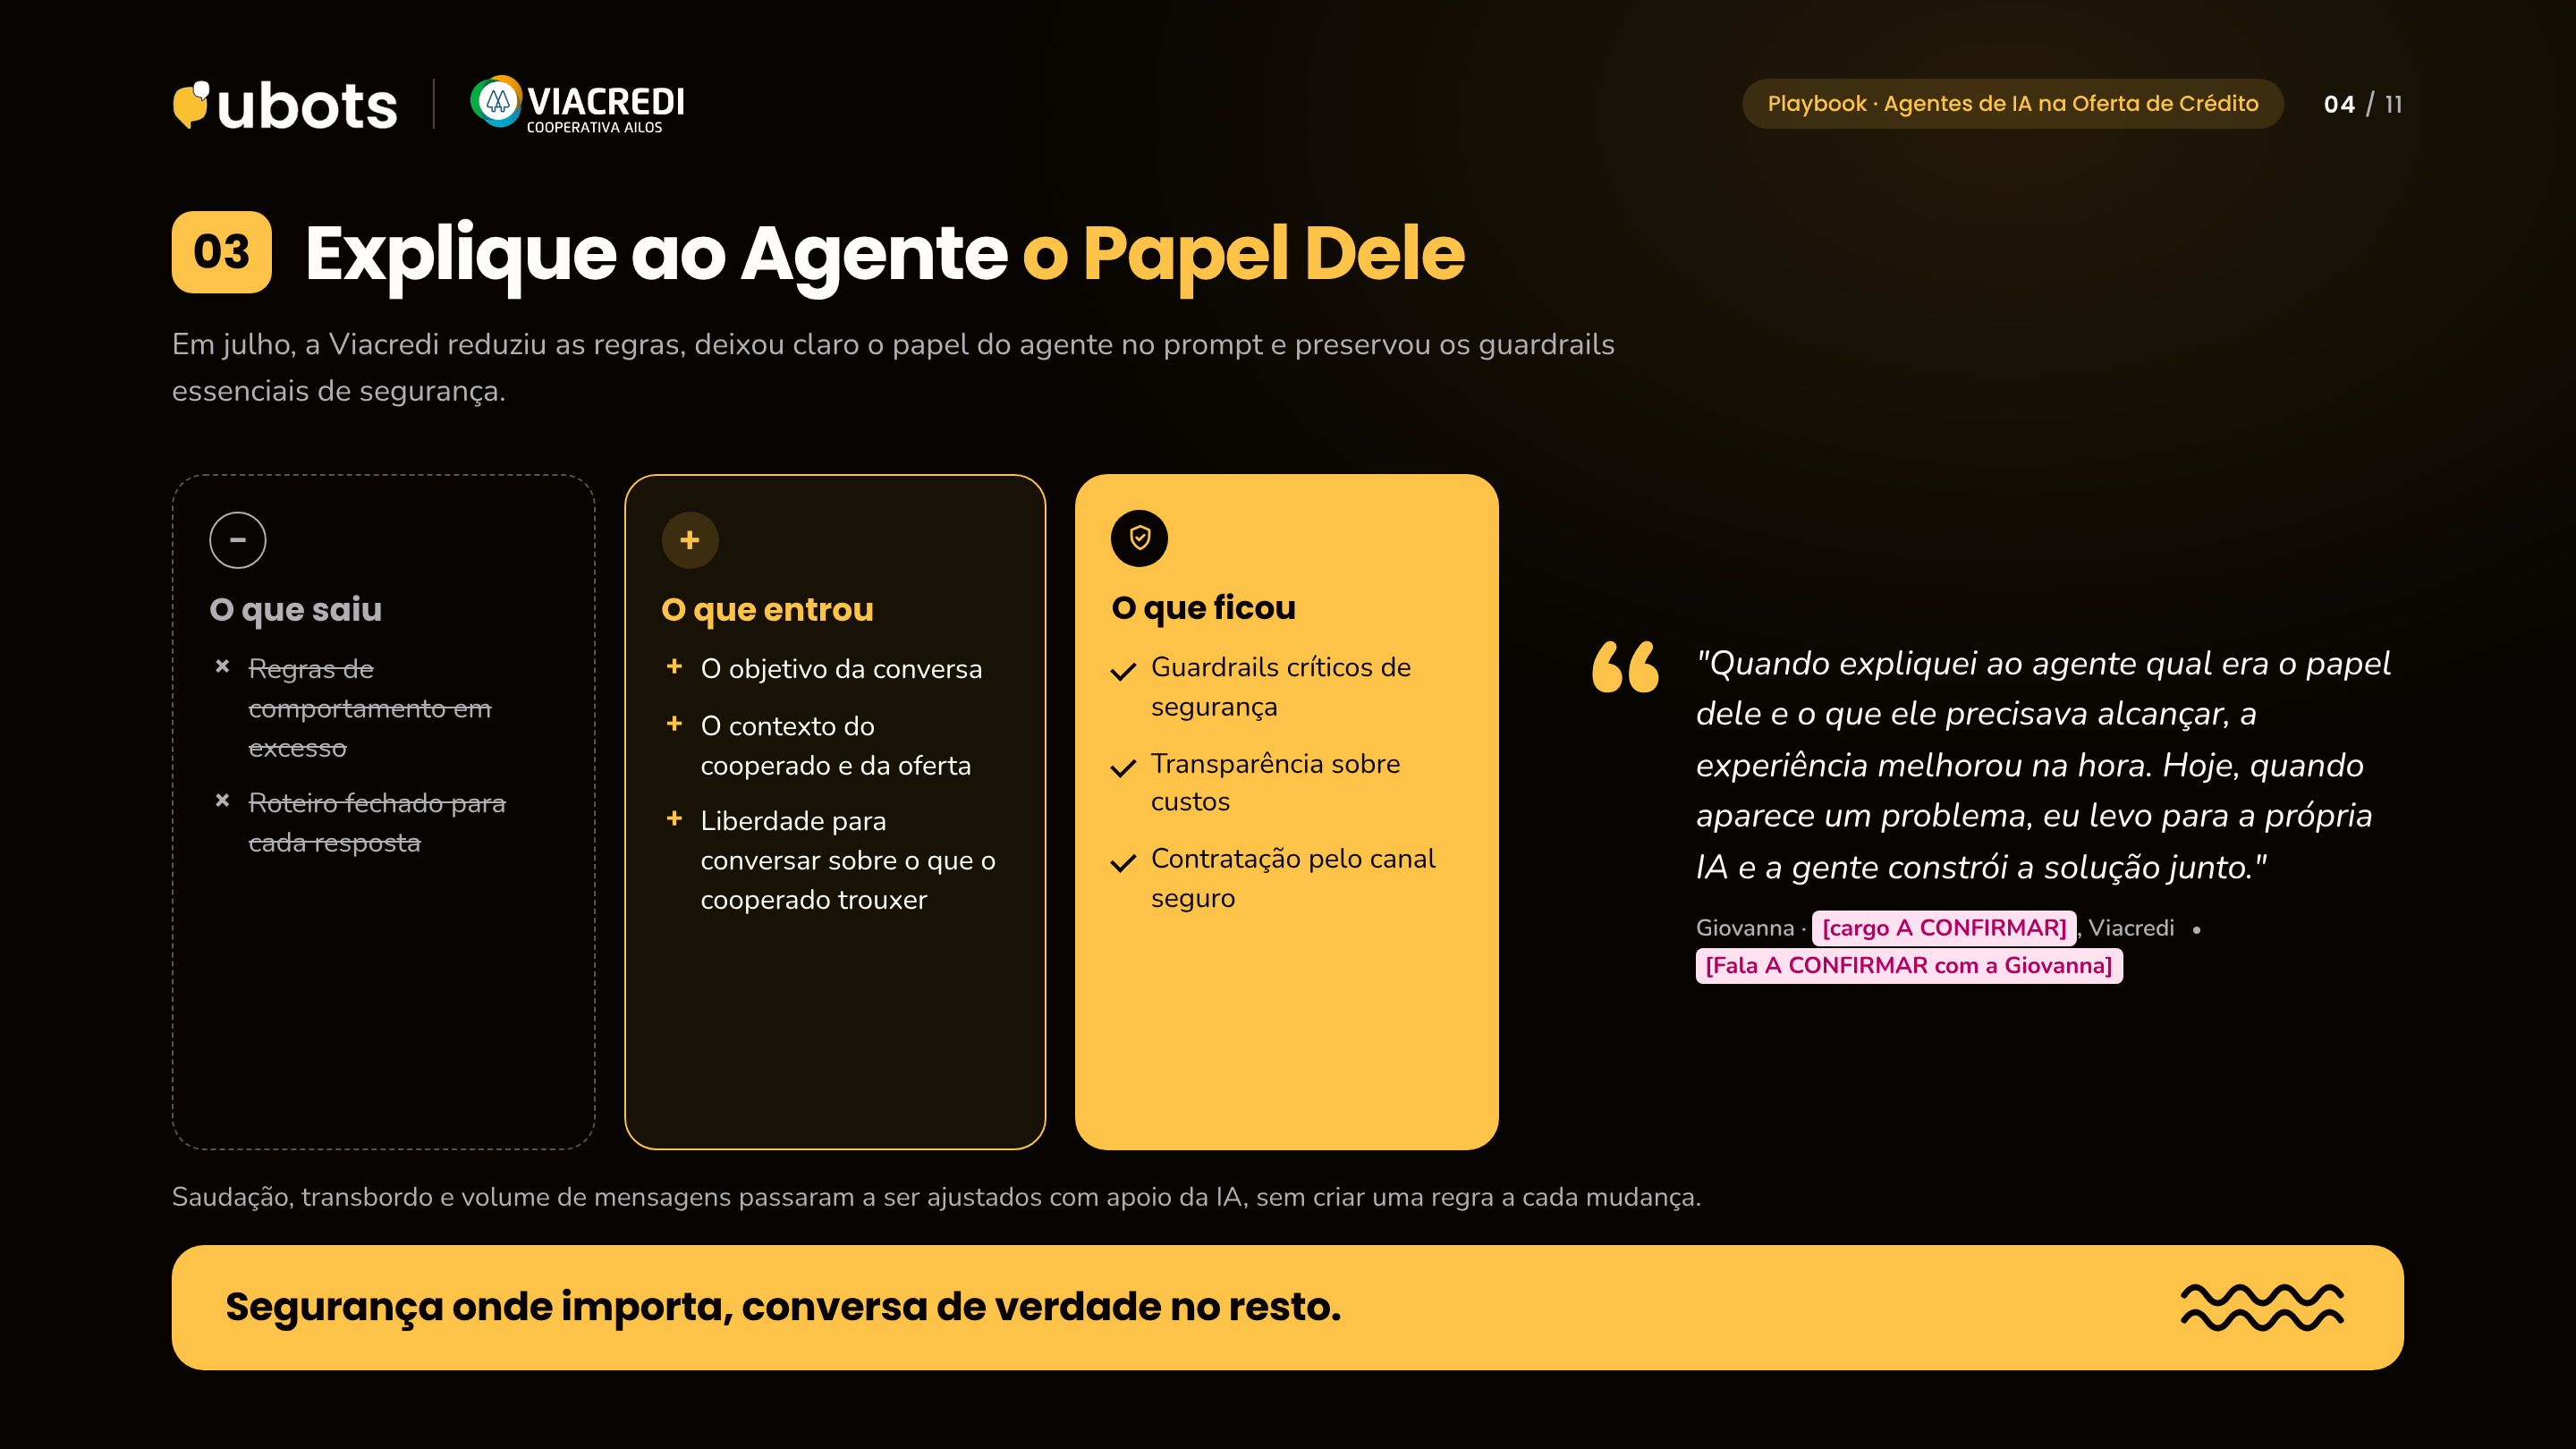 ubots
VIACREDI
COOPERATIVA AILOS
Playbook · Agentes de IA na Oferta de Crédito
04 / 11
03
Explique ao Agente o Papel Dele
Em julho, a Viacredi reduziu as regras, deixou claro o papel do agente no prompt e preservou os guardrails
essenciais de segurança.
O que saiu
× Regras de
comportamento em
excesso
× Roteiro fechado para
cada resposta
+
O que entrou
+ O objetivo da conversa
+ O contexto do
cooperado e da oferta
+ Liberdade para
conversar sobre o que o
cooperado trouxer
O que ficou
✓ Guardrails críticos de
segurança
✓ Transparência sobre
custos
✓ Contratação pelo canal
seguro
"Quando expliquei ao agente qual era o papel
dele e o que ele precisava alcançar, a
experiência melhorou na hora. Hoje, quando
aparece um problema, eu levo para a própria
IA e a gente constrói a solução junto."
Giovanna · [cargo A CONFIRMAR], Viacredi •
[Fala A CONFIRMAR com a Giovanna]
Saudação, transbordo e volume de mensagens passaram a ser ajustados com apoio da IA, sem criar uma regra a cada mudança.
Segurança onde importa, conversa de verdade no resto.